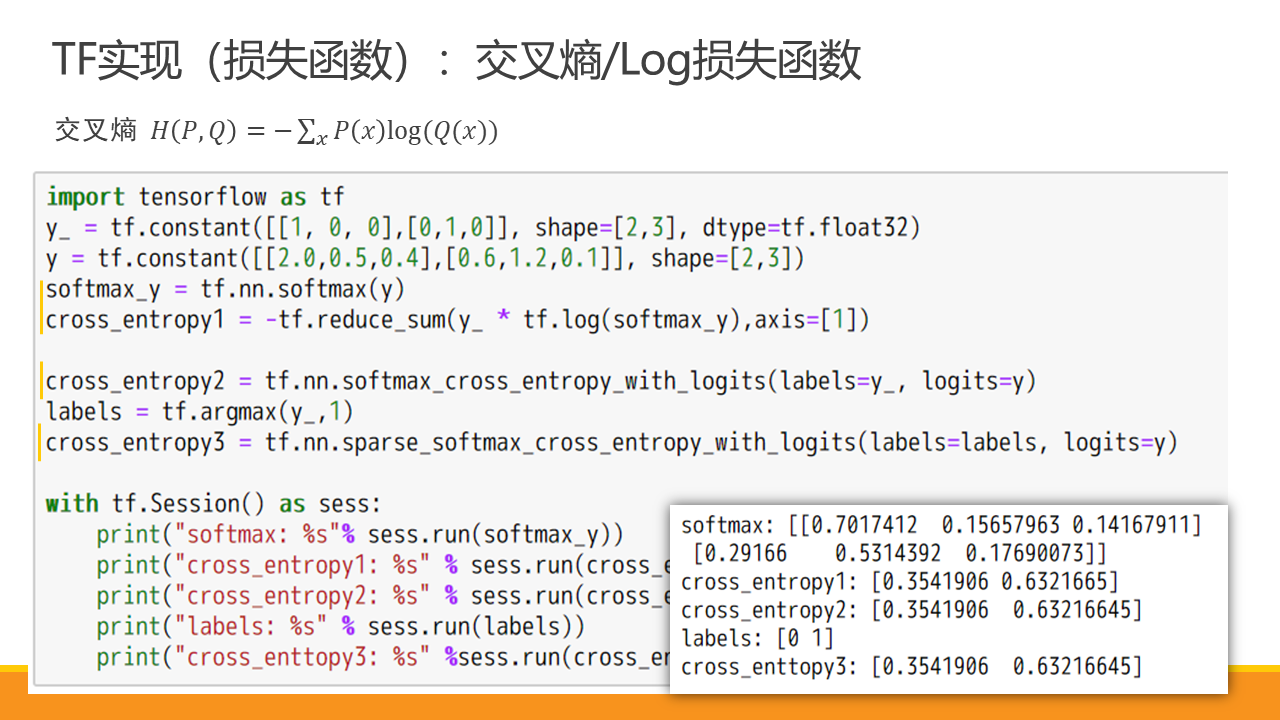 TF实现（损失函数）：交叉熵/Log损失函数
交叉熵 H(P,Q) = −∑ₓ P(x)log(Q(x))
import tensorflow as tf
y_ = tf.constant([[1, 0, 0],[0,1,0]], shape=[2,3], dtype=tf.float32)
y = tf.constant([[2.0,0.5,0.4],[0.6,1.2,0.1]], shape=[2,3])
softmax_y = tf.nn.softmax(y)
cross_entropy1 = -tf.reduce_sum(y_ * tf.log(softmax_y),axis=[1])
cross_entropy2 = tf.nn.softmax_cross_entropy_with_logits(labels=y_, logits=y)
labels = tf.argmax(y_,1)
cross_entropy3 = tf.nn.sparse_softmax_cross_entropy_with_logits(labels=labels, logits=y)
with tf.Session() as sess:
    print("softmax: %s"% sess.run(softmax_y))
    print("cross_entropy1: %s" % sess.run(cross_e
    print("cross_entropy2: %s" % sess.run(cross_e
    print("labels: %s" % sess.run(labels))
    print("cross_enttopy3: %s" %sess.run(cross_en
softmax: [[0.7017412  0.15657963 0.14167911]
 [0.29166    0.5314392  0.17690073]]
cross_entropy1: [0.3541906 0.6321665]
cross_entropy2: [0.3541906  0.63216645]
labels: [0 1]
cross_enttopy3: [0.3541906  0.63216645]